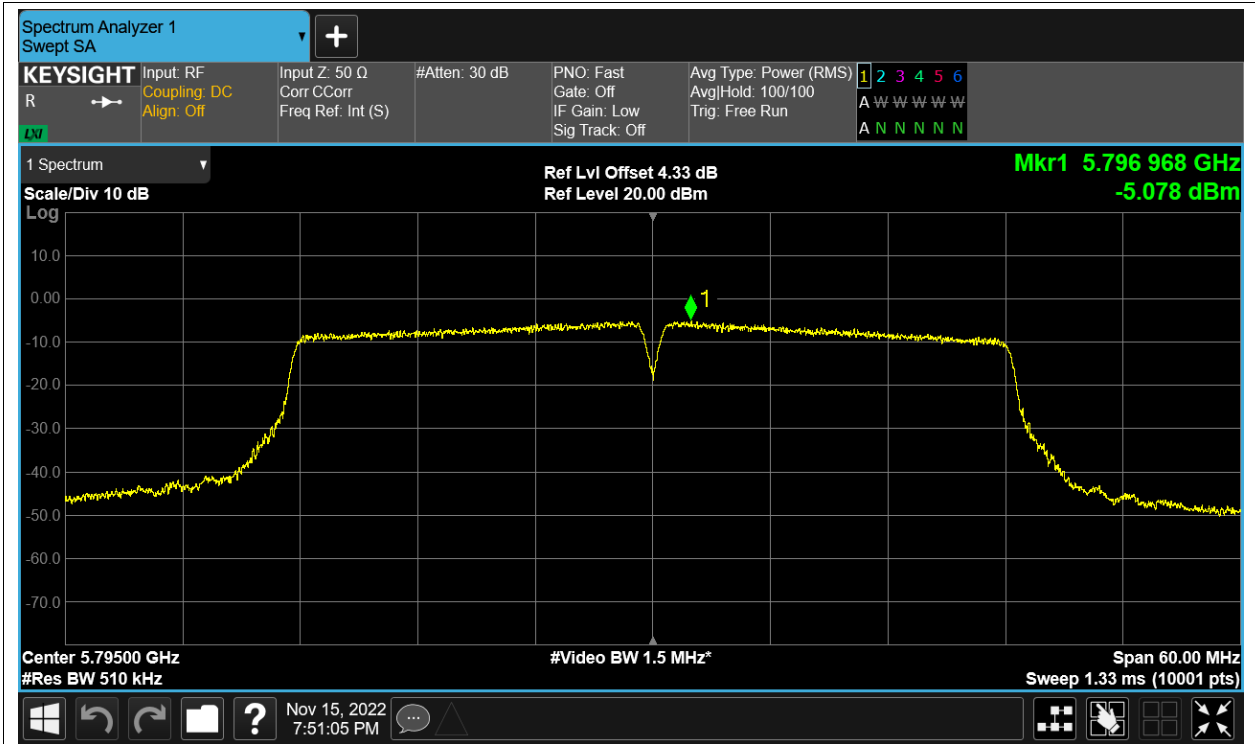 Spectrum Analyzer 1
Swept SA
+
KEYSIGHT
R
LXI
Input: RF
Coupling: DC
Align: Off
Input Z: 50 Ω
Corr CCorr
Freq Ref: Int (S)
#Atten: 30 dB
PNO: Fast
Gate: Off
IF Gain: Low
Sig Track: Off
Avg Type: Power (RMS)
Avg|Hold: 100/100
Trig: Free Run
1 2 3 4 5 6
A W W W W W
A N N N N N
1 Spectrum
Scale/Div 10 dB
Log
Ref Lvl Offset 4.33 dB
Ref Level 20.00 dBm
Mkr1 5.796 968 GHz
-5.078 dBm
10.0
0.00
1
-10.0
-20.0
-30.0
-40.0
-50.0
-60.0
-70.0
Center 5.79500 GHz
#Res BW 510 kHz
#Video BW 1.5 MHz*
Span 60.00 MHz
Sweep 1.33 ms (10001 pts)
?
Nov 15, 2022
7:51:05 PM